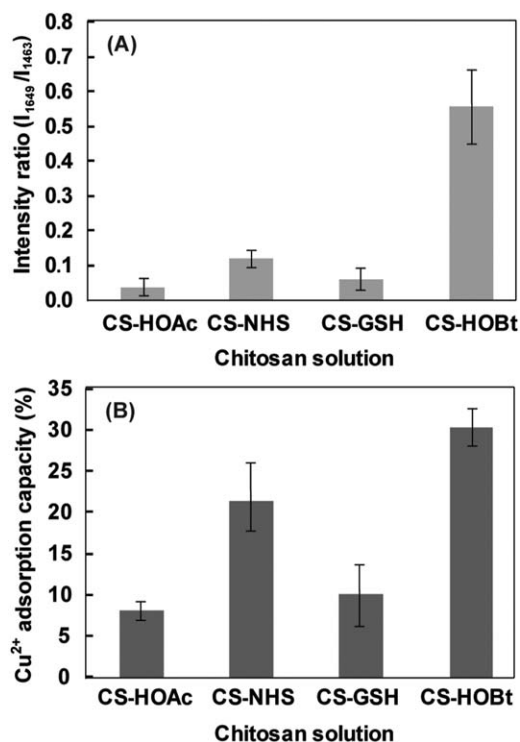 (A)
Intensity ratio (I₁₆₄₉/I₁₄₆₃)
0.8
0.7
0.6
0.5
0.4
0.3
0.2
0.1
0.0
CS-HOAc CS-NHS CS-GSH CS-HOBt
Chitosan solution
(B)
Cu²⁺ adsorption capacity (%)
35
30
25
20
15
10
5
0
CS-HOAc CS-NHS CS-GSH CS-HOBt
Chitosan solution